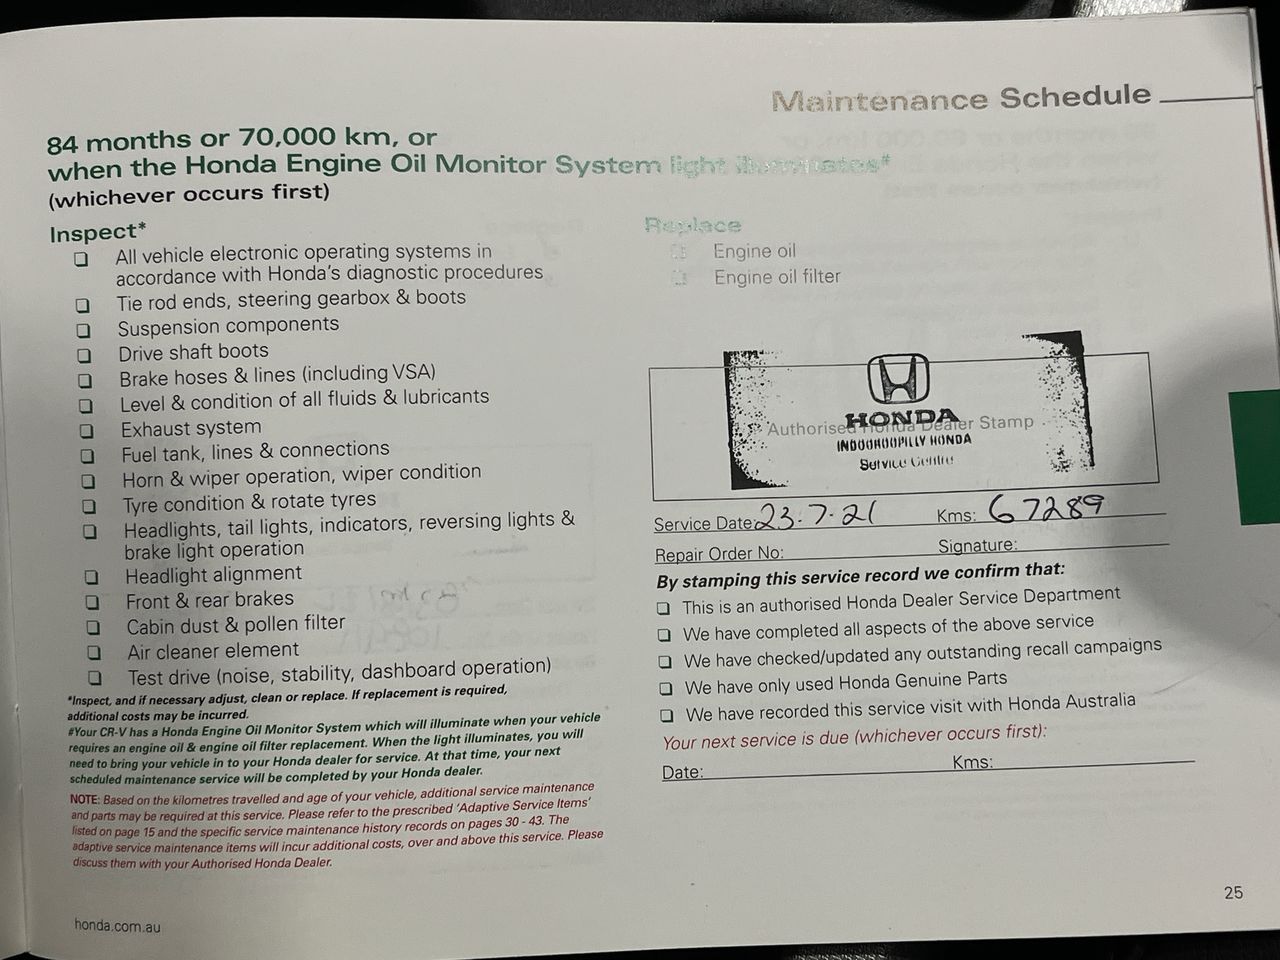 Maintenance Schedule
84 months or 70,000 km, or
when the Honda Engine Oil Monitor System light illuminates#
(whichever occurs first)
Inspect*
All vehicle electronic operating systems in
accordance with Honda's diagnostic procedures
Tie rod ends, steering gearbox & boots
Suspension components
Drive shaft boots
Brake hoses & lines (including VSA)
Level & condition of all fluids & lubricants
Exhaust system
Fuel tank, lines & connections
Horn & wiper operation, wiper condition
Tyre condition & rotate tyres
Headlights, tail lights, indicators, reversing lights &
brake light operation
Headlight alignment
Front & rear brakes
Cabin dust & pollen filter
Air cleaner element
Test drive (noise, stability, dashboard operation)
*Inspect, and if necessary adjust, clean or replace. If replacement is required,
additional costs may be incurred.
#Your CR-V has a Honda Engine Oil Monitor System which will illuminate when your vehicle
requires an engine oil & engine oil filter replacement. When the light illuminates, you will
need to bring your vehicle in to your Honda dealer for service. At that time, your next
scheduled maintenance service will be completed by your Honda dealer.
NOTE: Based on the kilometres travelled and age of your vehicle, additional service maintenance
and parts may be required at this service. Please refer to the prescribed 'Adaptive Service Items'
listed on page 15 and the specific service maintenance history records on pages 30 - 43. The
adaptive service maintenance items will incur additional costs, over and above this service. Please
discuss them with your Authorised Honda Dealer.
honda.com.au
Replace
Engine oil
Engine oil filter
HONDA
Authorised Honda Dealer Stamp
INDOOROOPILLY HONDA
Service Centre
Service Date: 23.7.21 Kms: 67289
Repair Order No: Signature:
By stamping this service record we confirm that:
This is an authorised Honda Dealer Service Department
We have completed all aspects of the above service
We have checked/updated any outstanding recall campaigns
We have only used Honda Genuine Parts
We have recorded this service visit with Honda Australia
Your next service is due (whichever occurs first):
Date: Kms:
25